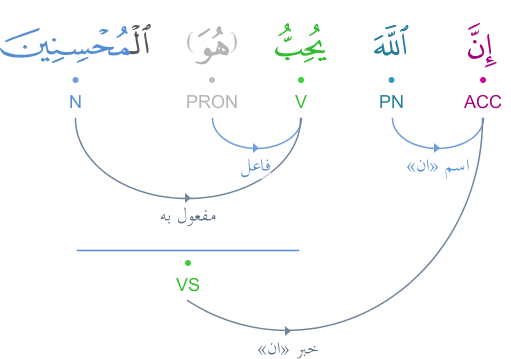 إِنَّ ٱللَّهَ يُحِبُّ (هُوَ) ٱلْمُحْسِنِينَ
ACC PN V PRON N
اسم «ان» فاعل
مفعول به
VS
خبر «ان»